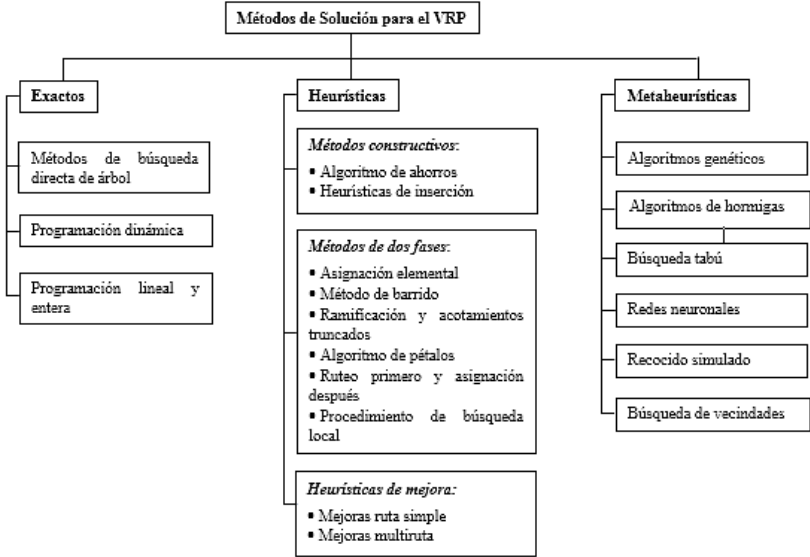 Métodos de Solución para el VRP
Exactos
Métodos de búsqueda
directa de árbol
Programación dinámica
Programación lineal y
entera
Heurísticas
Métodos constructivos:
▪ Algoritmo de ahorros
▪ Heurísticas de inserción
Métodos de dos fases:
▪ Asignación elemental
▪ Método de barrido
▪ Ramificación y acotamientos
truncados
▪ Algoritmo de pétalos
▪ Ruteo primero y asignación
después
▪ Procedimiento de búsqueda
local
Heurísticas de mejora:
▪ Mejoras ruta simple
▪ Mejoras multiruta
Metaheurísticas
Algoritmos genéticos
Algoritmos de hormigas
Búsqueda tabú
Redes neuronales
Recocido simulado
Búsqueda de vecindades